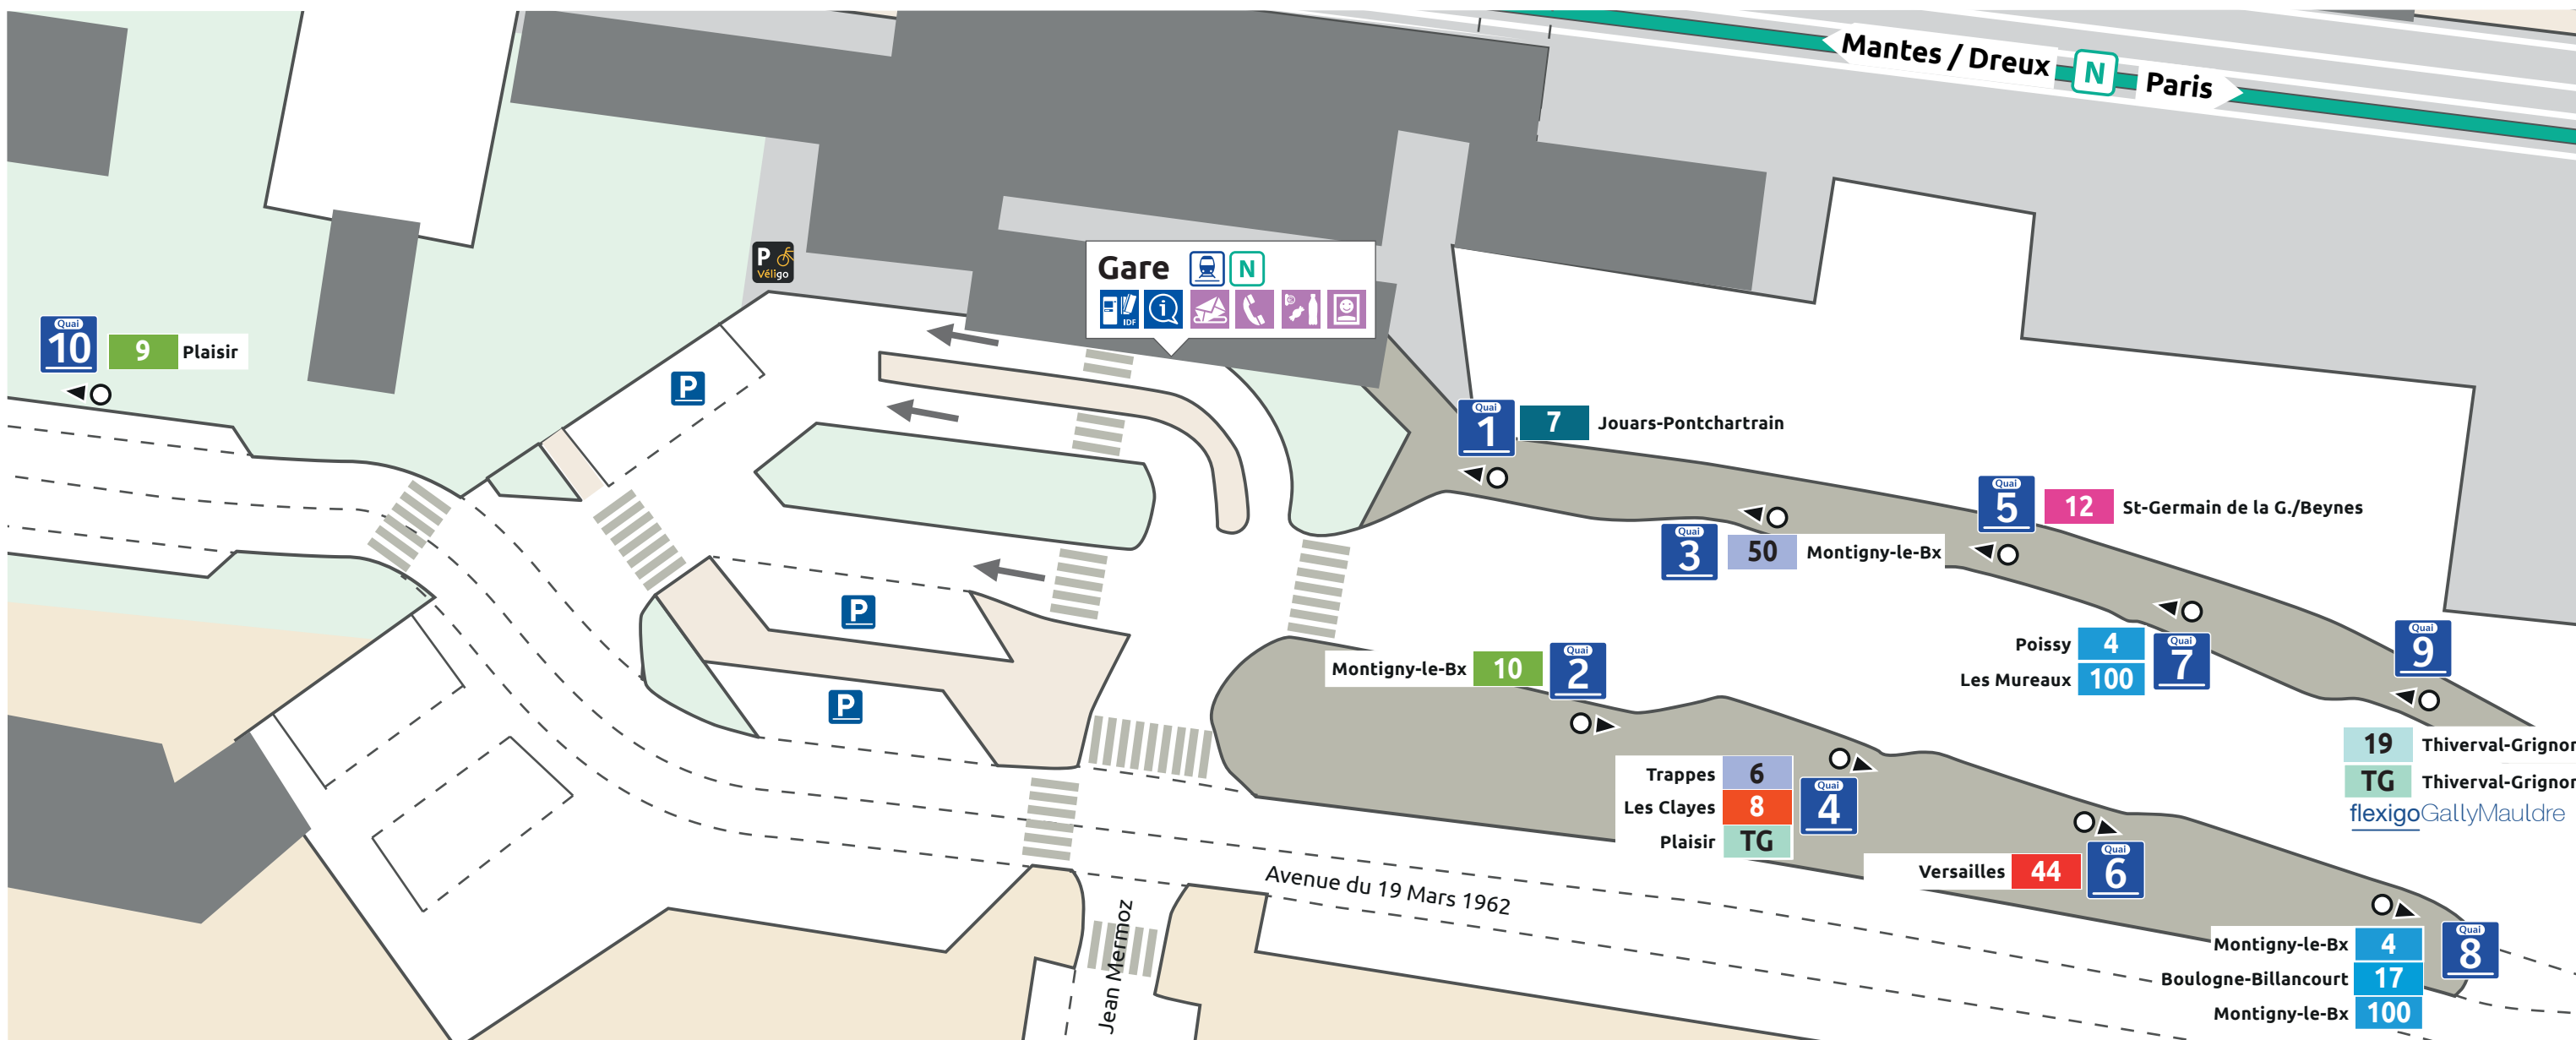 Mantes / Dreux N Paris
P
Véligo
Gare N
IDF
i
Quai
10
9 Plaisir
P
Quai
1
7 Jouars-Pontchartrain
Quai
5
12 St-Germain de la G./Beynes
Quai
3
50 Montigny-le-Bx
P
Poissy 4
Les Mureaux 100
Quai
7
Quai
9
Montigny-le-Bx 10
Quai
2
P
19 Thiverval-Grignon
TG Thiverval-Grignon
flexigoGallyMauldre
Trappes 6
Les Clayes 8
Plaisir TG
Quai
4
Versailles 44
Quai
6
Avenue du 19 Mars 1962
Jean Mermoz
Montigny-le-Bx 4
Boulogne-Billancourt 17
Montigny-le-Bx 100
Quai
8